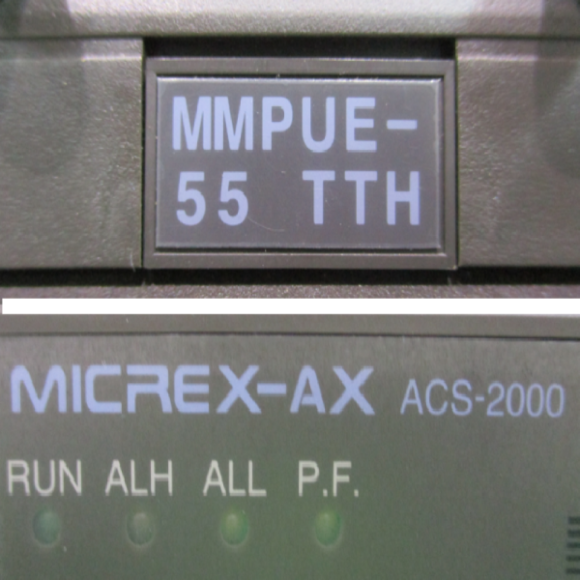 MMPUE-
55 TTH
MICREX-AX ACS-2000
RUN ALH ALL P.F.